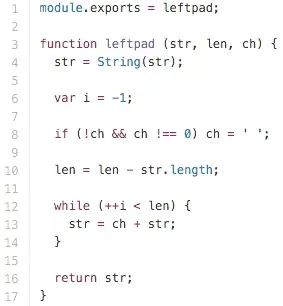 1 module.exports = leftpad;
2
3 function leftpad (str, len, ch) {
4   str = String(str);
5
6   var i = -1;
7
8   if (!ch && ch !== 0) ch = ' ';
9
10   len = len - str.length;
11
12   while (++i < len) {
13     str = ch + str;
14   }
15
16   return str;
17 }